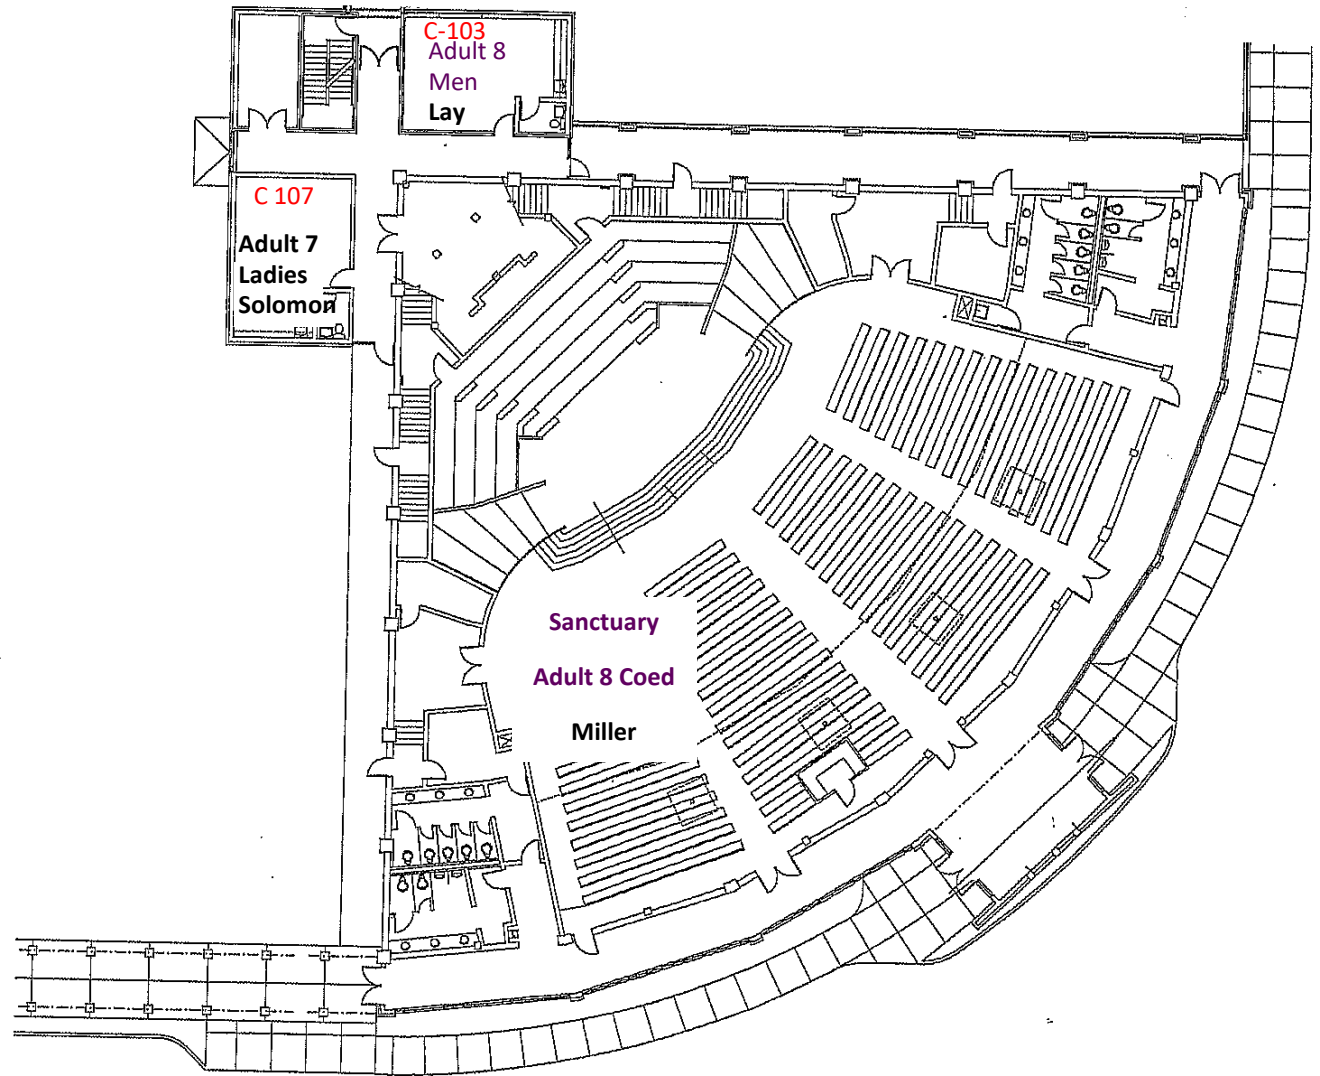 C-103
Adult 8
Men
Lay
C 107
Adult 7
Ladies
Solomon
Sanctuary
Adult 8 Coed
Miller